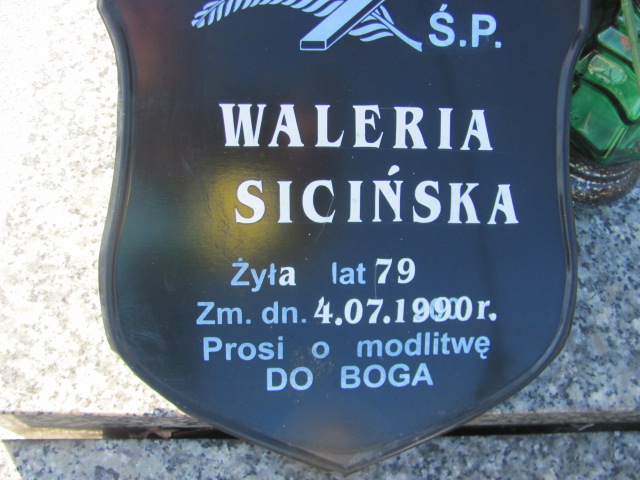 Ś.P.
WALERIA
SICIŃSKA
Żyła lat 79
Zm. dn. 4.07.1990 r.
Prosi o modlitwę
DO BOGA